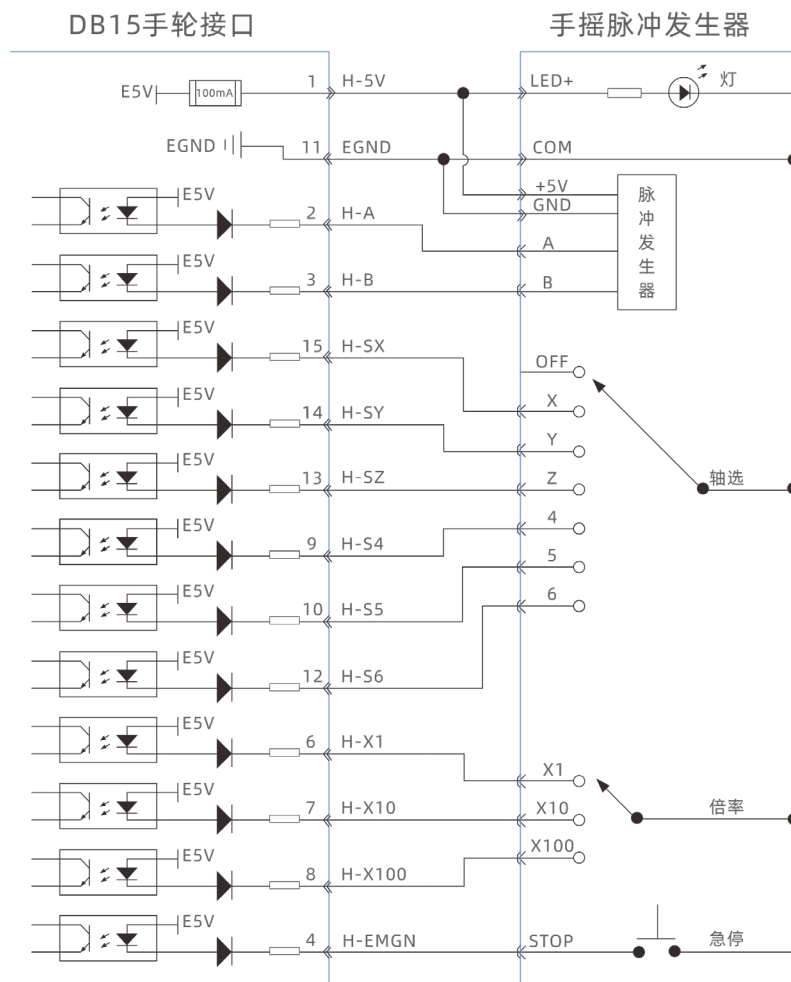 DB15手轮接口 手摇脉冲发生器
E5V 100mA 1 H-5V LED+ 灯
EGND 11 EGND COM
E5V +5V 脉冲发生器
GND
2 H-A A
E5V
3 H-B B
E5V
15 H-SX OFF
X
E5V
14 H-SY Y
E5V
13 H-SZ Z 轴选
E5V 4
9 H-S4
5
E5V
10 H-S5 6
E5V
12 H-S6
E5V
6 H-X1 X1
E5V
7 H-X10 X10 倍率
X100
E5V
8 H-X100
E5V
4 H-EMGN STOP 急停